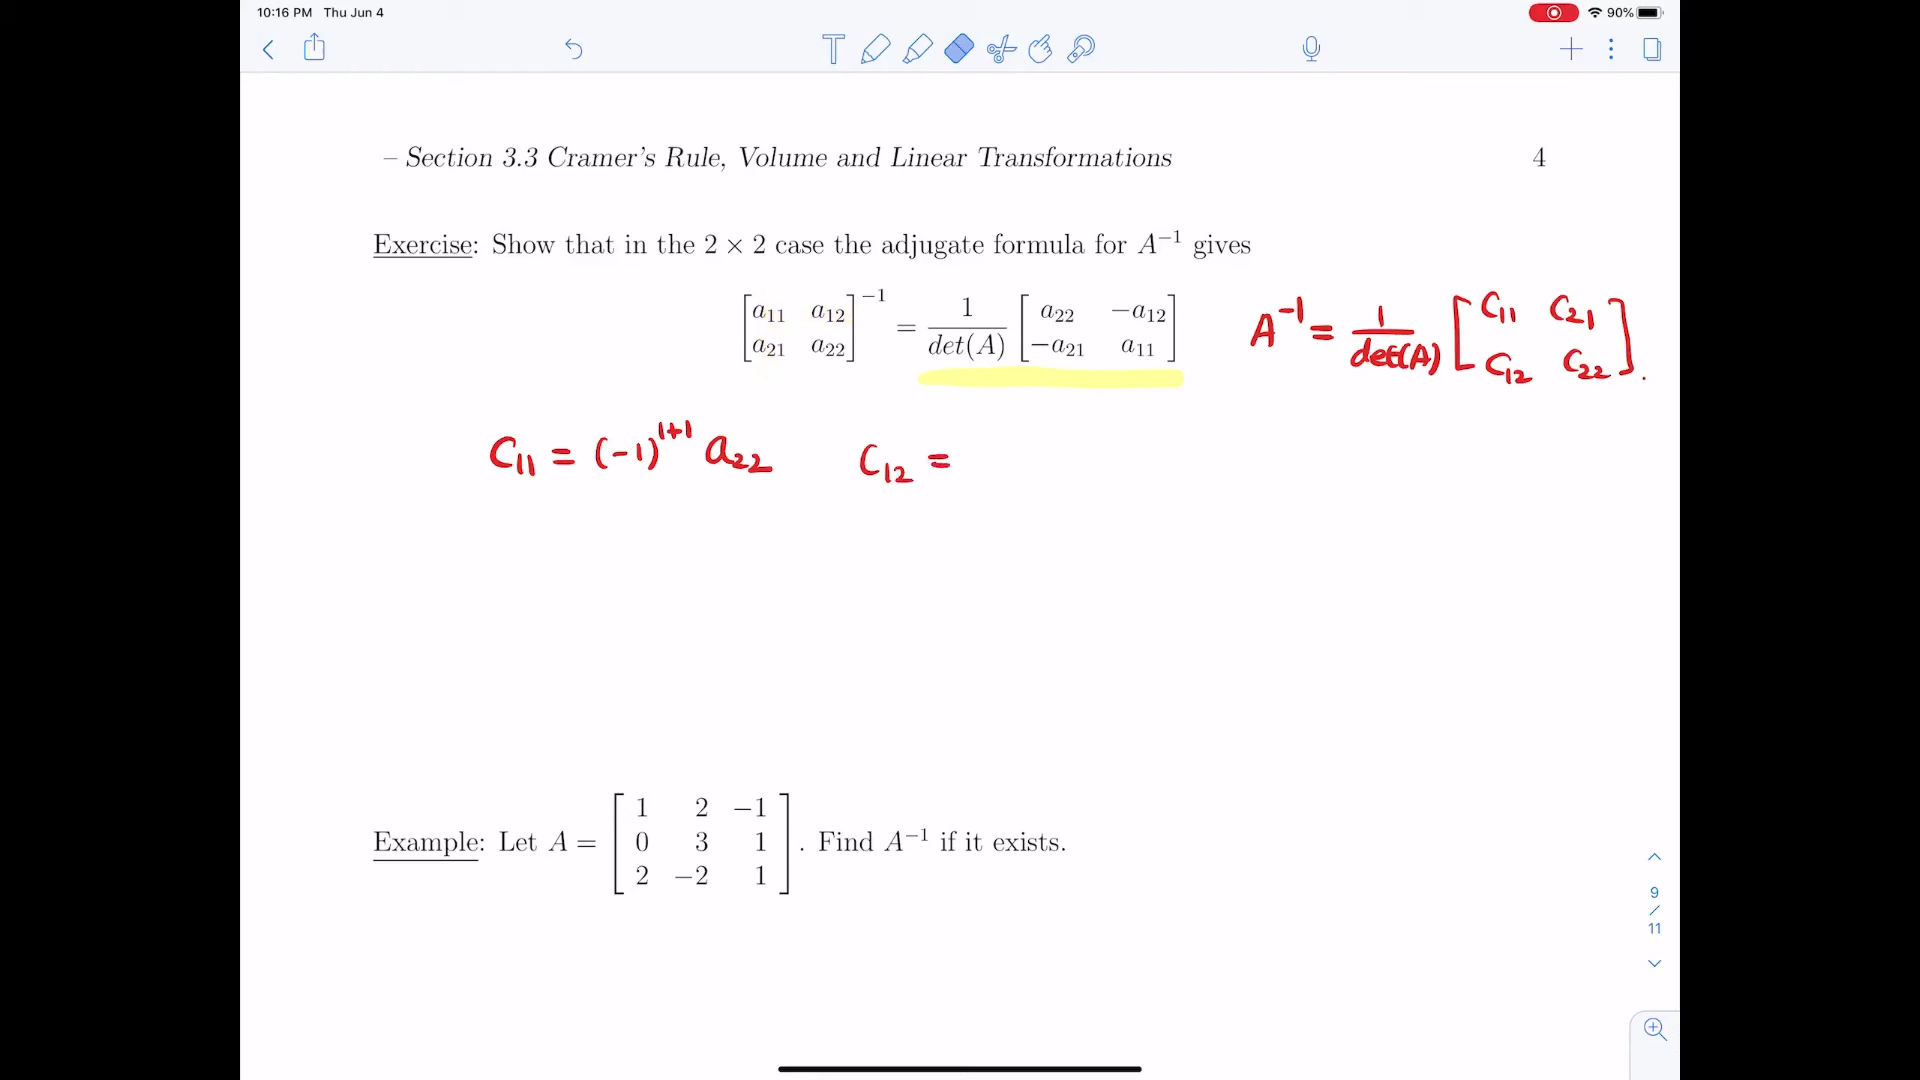 10:16 PM Thu Jun 4
90%
– Section 3.3 Cramer's Rule, Volume and Linear Transformations 4
Exercise: Show that in the 2 × 2 case the adjugate formula for A⁻¹ gives
[a₁₁ a₁₂; a₂₁ a₂₂]⁻¹ = 1/det(A) [a₂₂ −a₁₂; −a₂₁ a₁₁] A⁻¹ = 1/det(A) [C₁₁ C₂₁; C₁₂ C₂₂].
C₁₁ = (-1)¹⁺¹ a₂₂ C₁₂ =
Example: Let A = [1 2 −1; 0 3 1; 2 −2 1]. Find A⁻¹ if it exists.
9
/
11